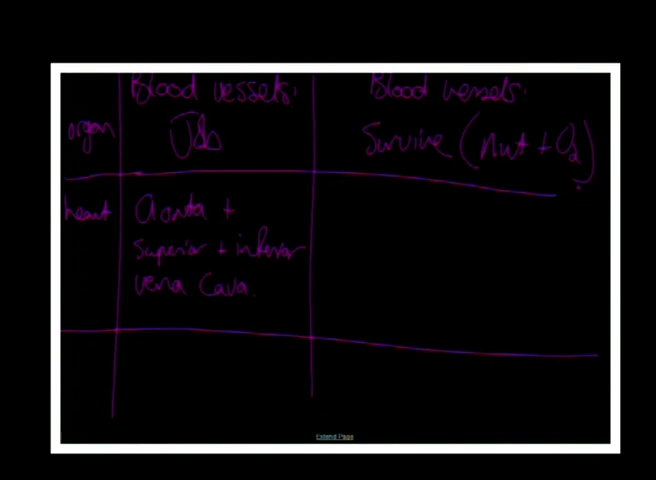 Blood vessels:
Blood vessels:
organ
Job
Survive (nut + O₂)
heart
Aorta +
Superior + inferior
vena Cava.
Extend Page